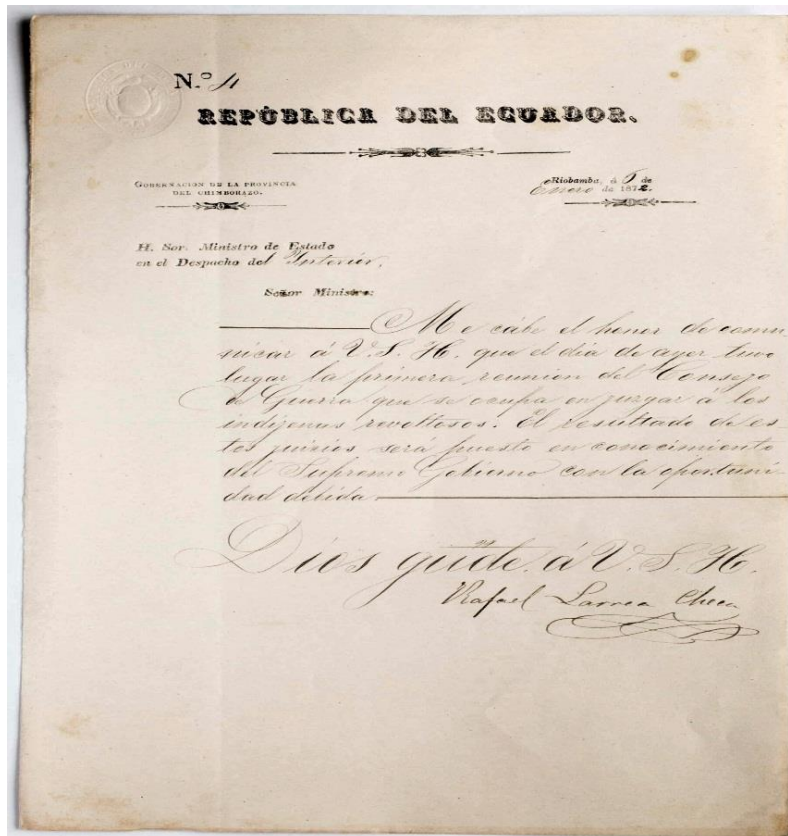 N.º 4
REPÚBLICA DEL ECUADOR.
GOBERNACION DE LA PROVINCIA
DEL CHIMBORAZO.
Riobamba, á 5 de
Enero de 1872.
H. Sor. Ministro de Estado
en el Despacho del Interior.
Señor Ministro:
Me cábe el honor de comu-
nicar á V. S. H. que el dia de ayer tuvo
lugar la primera reunion del Consejo
de Guerra que se ocupa en juzgar á los
indígenas revoltosos. El resultado de es-
tos juicios, será puesto en conocimiento
del Supremo Gobierno con la oportuni-
dad debida
Dios gũde. á V. S. H.
Rafael Larrea Checa